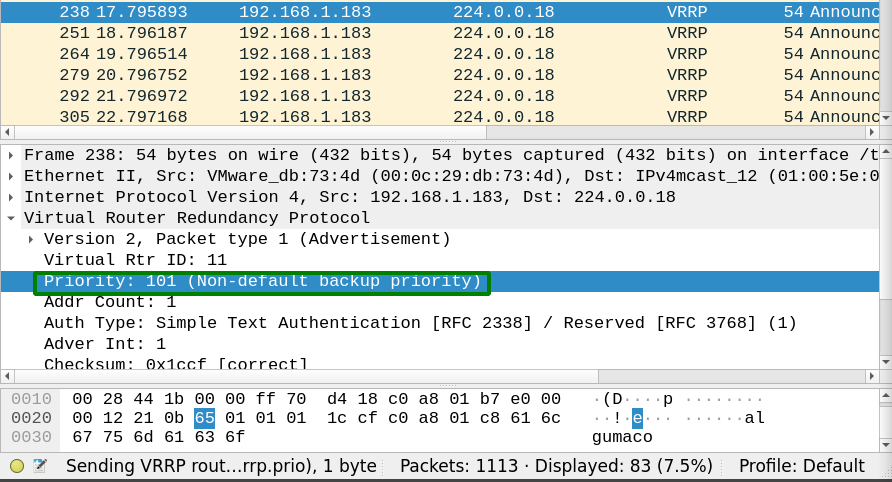 238 17.795893 192.168.1.183 224.0.0.18 VRRP 54 Announc
251 18.796187 192.168.1.183 224.0.0.18 VRRP 54 Announc
264 19.796514 192.168.1.183 224.0.0.18 VRRP 54 Announc
279 20.796752 192.168.1.183 224.0.0.18 VRRP 54 Announc
292 21.796972 192.168.1.183 224.0.0.18 VRRP 54 Announc
305 22.797168 192.168.1.183 224.0.0.18 VRRP 54 Announc
Frame 238: 54 bytes on wire (432 bits), 54 bytes captured (432 bits) on interface /t
Ethernet II, Src: VMware_db:73:4d (00:0c:29:db:73:4d), Dst: IPv4mcast_12 (01:00:5e:0
Internet Protocol Version 4, Src: 192.168.1.183, Dst: 224.0.0.18
Virtual Router Redundancy Protocol
Version 2, Packet type 1 (Advertisement)
Virtual Rtr ID: 11
Priority: 101 (Non-default backup priority)
Addr Count: 1
Auth Type: Simple Text Authentication [RFC 2338] / Reserved [RFC 3768] (1)
Adver Int: 1
Checksum: 0x1ccf [correct]
0010 00 28 44 1b 00 00 ff 70 d4 18 c0 a8 01 b7 e0 00 ·(D····p ········
0020 00 12 21 0b 65 01 01 01 1c cf c0 a8 01 c8 61 6c ··!·e··· ······al
0030 67 75 6d 61 63 6f gumaco
Sending VRRP rout…rrp.prio), 1 byte Packets: 1113 · Displayed: 83 (7.5%) Profile: Default